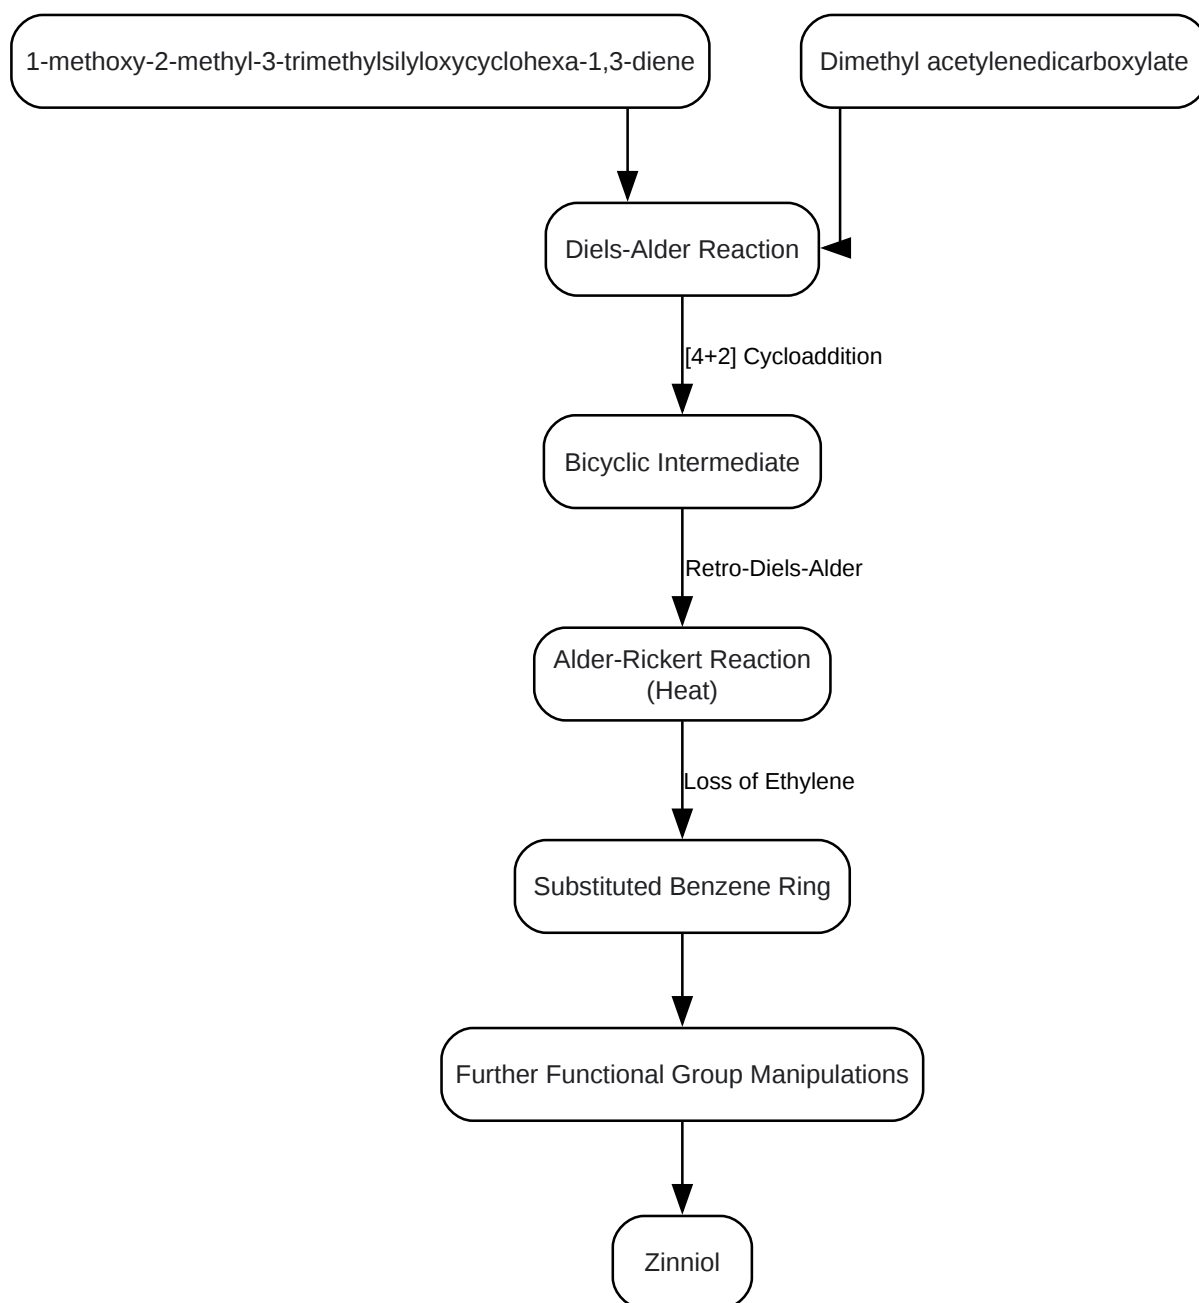 1-methoxy-2-methyl-3-trimethylsilyloxycyclohexa-1,3-diene
Dimethyl acetylenedicarboxylate
Diels-Alder Reaction
[4+2] Cycloaddition
Bicyclic Intermediate
Retro-Diels-Alder
Alder-Rickert Reaction
(Heat)
Loss of Ethylene
Substituted Benzene Ring
Further Functional Group Manipulations
Zinniol